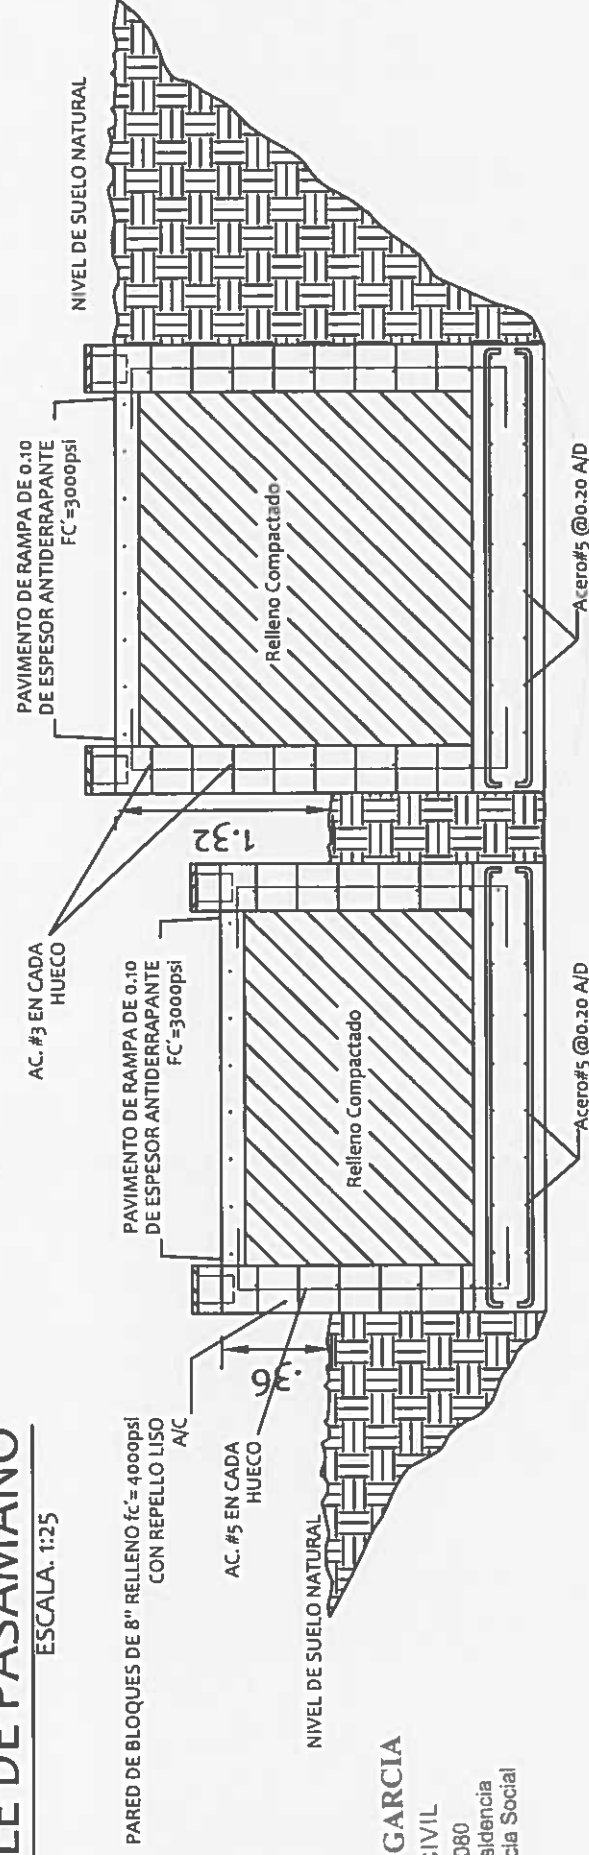 LE DE PASAMANO
ESCALA. 1:25
PARED DE BLOQUES DE 8" RELLENO fc´= 4000psi
CON REPELLO LISO
A/C
AC. #5 EN CADA
HUECO
NIVEL DE SUELO NATURAL
.36
PAVIMENTO DE RAMPA DE 0.10
DE ESPESOR ANTIDERRAPANTE
FC´=3000psi
Relleno Compactado
Acero#5 @0.20 A/D
AC. #3 EN CADA
HUECO
1.32
PAVIMENTO DE RAMPA DE 0.10
DE ESPESOR ANTIDERRAPANTE
FC´=3000psi
Relleno Compactado
Acero#5 @0.20 A/D
NIVEL DE SUELO NATURAL
GARCIA
CIVIL
080
cia Social